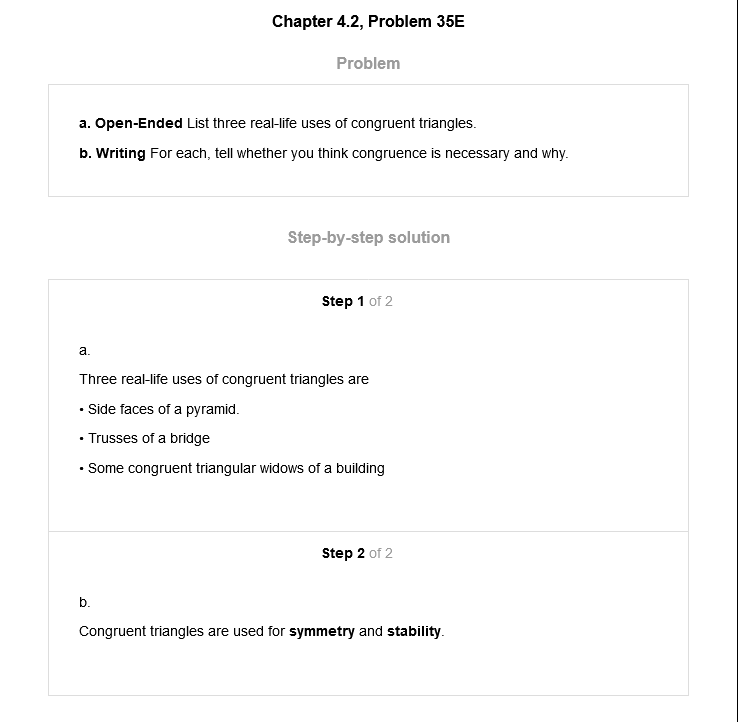 Chapter 4.2, Problem 35E
Problem
a. Open-Ended List three real-life uses of congruent triangles.
b. Writing For each, tell whether you think congruence is necessary and why.
Step-by-step solution
Step 1 of 2
a.
Three real-life uses of congruent triangles are
• Side faces of a pyramid.
• Trusses of a bridge
• Some congruent triangular widows of a building
Step 2 of 2
b.
Congruent triangles are used for symmetry and stability.